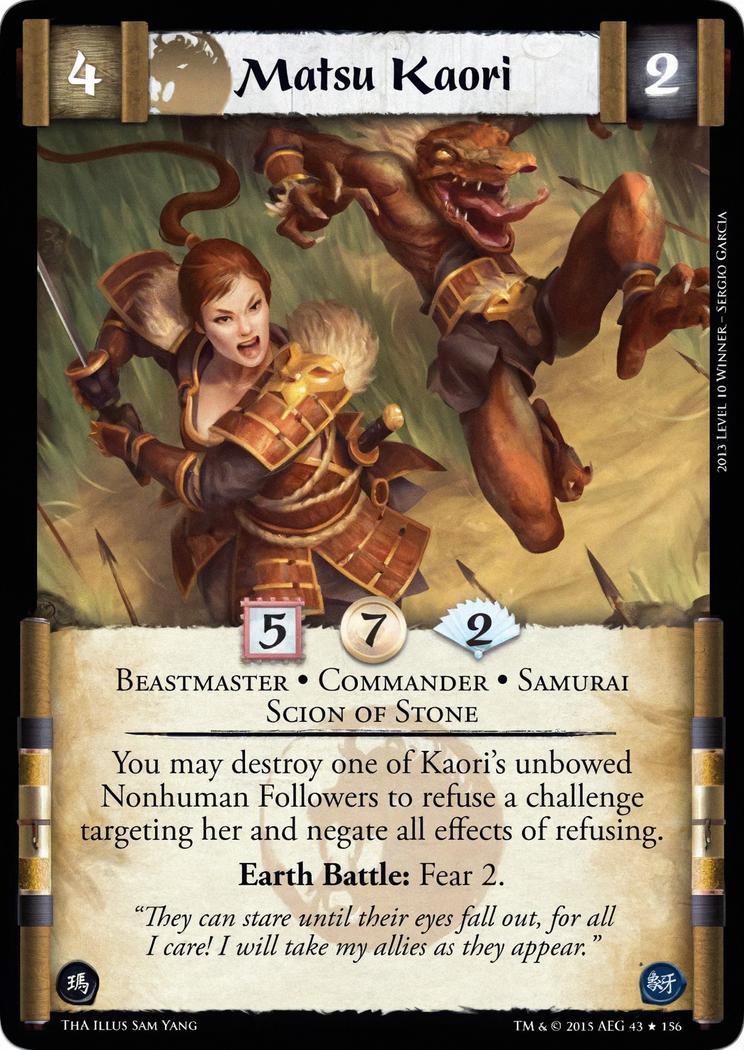 4
Matsu Kaori
2
2013 Level 10 Winner – Sergio Garcia
5
7
2
Beastmaster • Commander • Samurai
Scion of Stone
You may destroy one of Kaori’s unbowed
Nonhuman Followers to refuse a challenge
targeting her and negate all effects of refusing.
Earth Battle: Fear 2.
“They can stare until their eyes fall out, for all
I care! I will take my allies as they appear.”
瑪
象牙
ThA Illus Sam Yang
TM & © 2015 AEG 43 ★ 156